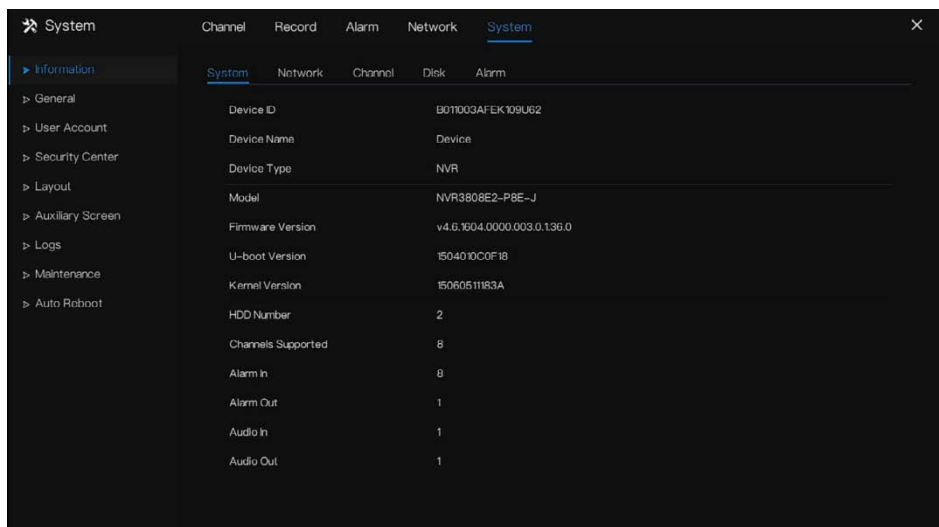 System Channel Record Alarm Network System
Information
General
User Account
Security Center
Layout
Auxiliary Screen
Logs
Maintenance
Auto Reboot
System Network Channel Disk Alarm
Device ID B011003AFEK109U62
Device Name Device
Device Type NVR
Model NVR3808E2-P8E-J
Firmware Version v4.6.1604.0000.003.0.1.36.0
U-boot Version 1504010C0F18
Kernel Version 15060511183A
HDD Number 2
Channels Supported 8
Alarm In 8
Alarm Out 1
Audio In 1
Audio Out 1